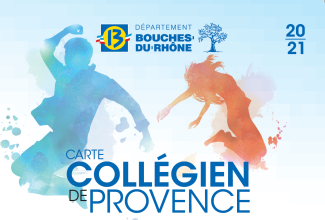 DÉPARTEMENT
BOUCHES-
DU-RHÔNE
20
21
CARTE
COLLÉGIEN
DE PROVENCE